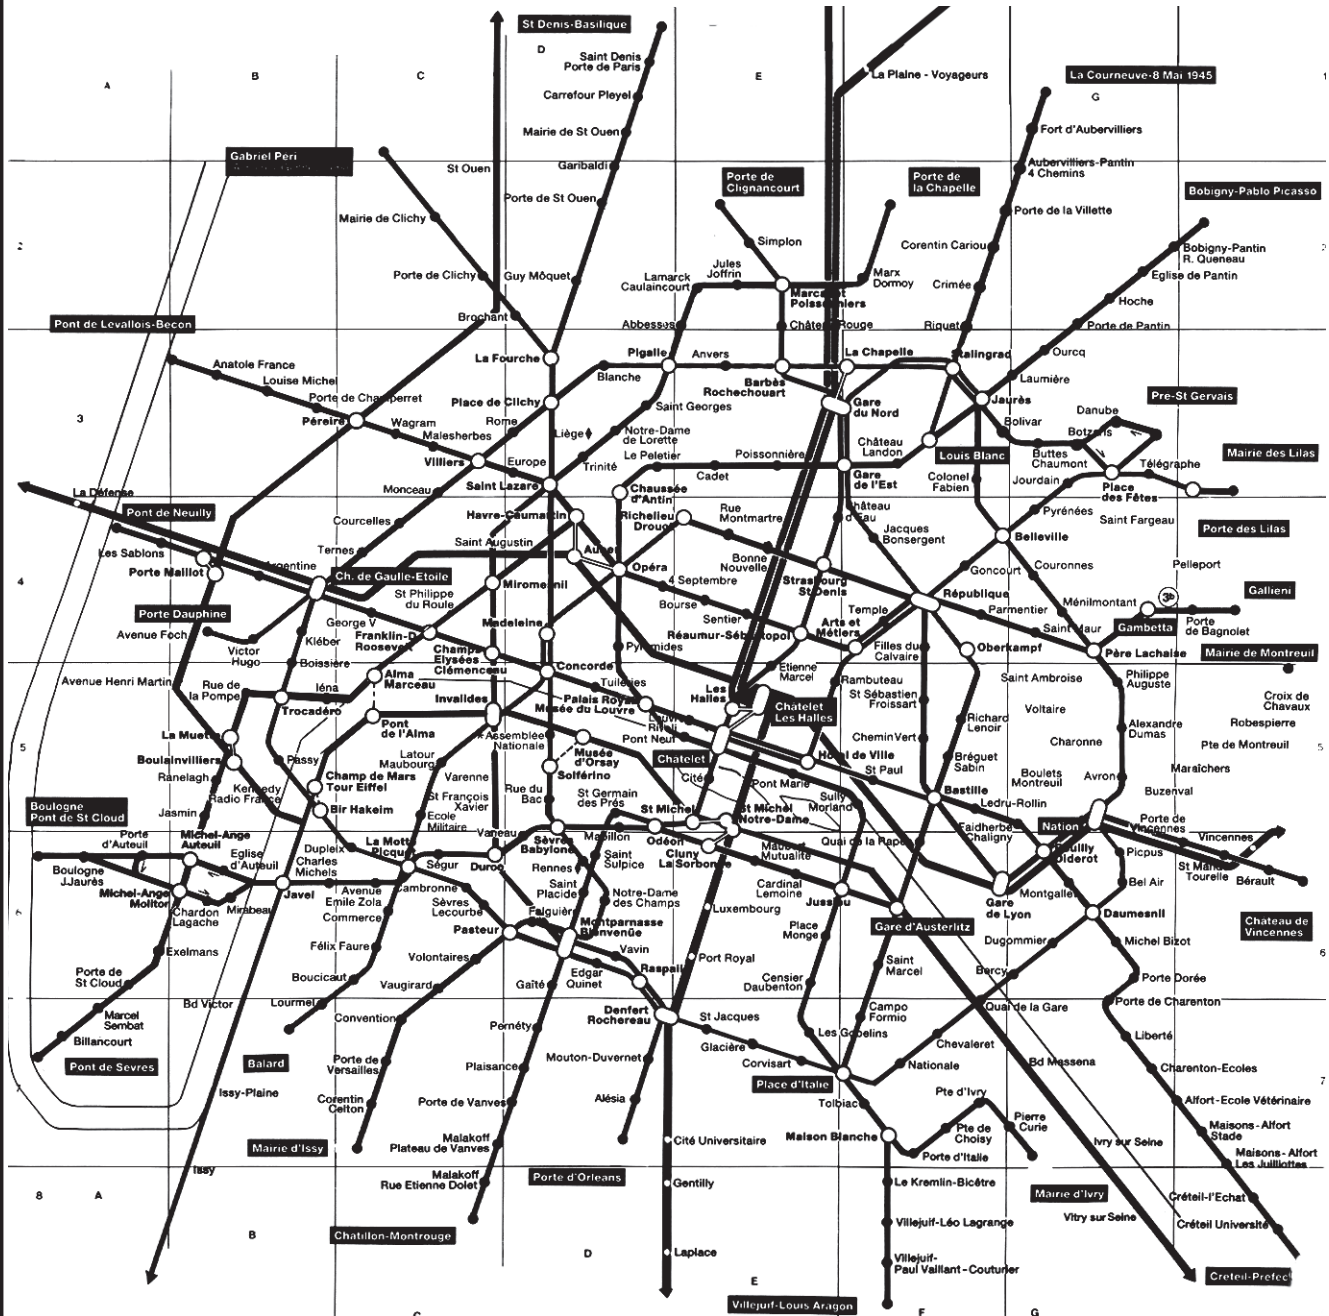 St Denis-Basilique
D
Saint Denis
Porte de Paris
E
La Plaine - Voyageurs
La Courneuve-8 Mai 1945
A
B
C
G
Carrefour Pleyel
Mairie de St Ouen
Fort d'Aubervilliers
Gabriel Peri
St Ouen
Garibaldi
Porte de
Clignancourt
Porte de
la Chapelle
Aubervilliers-Pantin
4 Chemins
Bobigny-Pablo Picasso
Mairie de Clichy
Porte de St Ouen
Porte de la Villette
2
Simplon
Corentin Cariou
Bobigny-Pantin
R. Queneau
Porte de Clichy
Guy Môquet
Lamarck
Caulaincourt
Jules
Joffrin
Marx
Dormoy
Eglise de Pantin
Crimée
Marcadet
Poissonniers
Hoche
Pont de Levallois-Becon
Brochant
Abbesses
Château Rouge
Riquet
Porte de Pantin
Anatole France
La Fourche
Pigalle
Anvers
La Chapelle
Stalingrad
Ourcq
Louise Michel
Blanche
Barbès
Rochechouart
Laumière
Porte de Champerret
Place de Clichy
Saint Georges
Gare
du Nord
Jaurès
Pre-St Gervais
3
Péreire
Wagram
Rome
Malesherbes
Liège
Notre-Dame
de Lorette
Château
Landon
Bolivar
Danube
Botzaris
Villiers
Europe
Trinité
Le Peletier
Poissonnière
Louis Blanc
Buttes
Chaumont
Télégraphe
Mairie des Lilas
Monceau
Saint Lazare
Cadet
Gare
de l'Est
Colonel
Fabien
Jourdain
Place
des Fêtes
La Défense
Pont de Neuilly
Chaussée
d'Antin
Courcelles
Havre-Caumartin
Richelieu
Drouot
Rue
Montmartre
Château
d'Eau
Pyrénées
Saint Fargeau
Porte des Lilas
Les Sablons
Ternes
Saint Augustin
Auber
Jacques
Bonsergent
Belleville
Porte Maillot
Argentine
Ch. de Gaulle-Etoile
Opéra
Bonne
Nouvelle
Goncourt
Couronnes
Pelleport
4
Miromesnil
4 Septembre
Strasbourg
St Denis
République
Gallieni
Porte Dauphine
St Philippe
du Roule
Bourse
Temple
Parmentier
Ménilmontant
3b
Avenue Foch
George V
Sentier
Arts et
Métiers
Saint Maur
Gambetta
Porte
de Bagnolet
Victor
Hugo
Kléber
Franklin-D
Roosevelt
Madeleine
Réaumur-Sébastopol
Filles du
Calvaire
Oberkampf
Père Lachaise
Mairie de Montreuil
Boissière
Champs
Elysées
Clémenceau
Pyramides
Etienne
Marcel
Avenue Henri Martin
Rue de
la Pompe
Iéna
Alma
Marceau
Concorde
Tuileries
Rambuteau
Saint Ambroise
Philippe
Auguste
Trocadéro
Invalides
Palais Royal
Musée du Louvre
Les
Halles
St Sébastien
Froissart
Croix de
Chavaux
Châtelet
Les Halles
Voltaire
Robespierre
La Muette
Pont
de l'Alma
Assemblée
Nationale
Louvre
Rivoli
Richard
Lenoir
Alexandre
Dumas
5
Boulainvilliers
Passy
Latour
Maubourg
Musée
d'Orsay
Pont Neuf
Chatelet
Hôtel de Ville
Chemin Vert
Charonne
Pte de Montreuil
Ranelagh
Champ de Mars
Tour Eiffel
Varenne
Solférino
Cité
Pont Marie
St Paul
Bréguet
Sabin
Boulets
Montreuil
Avron
Maraîchers
Kennedy
Radio France
Bir Hakeim
St François
Xavier
Rue du
Bac
St Germain
des Prés
Sully
Morland
Bastille
Buzenval
Boulogne
Pont de St Cloud
Jasmin
Ecole
Militaire
St Michel
St Michel
Notre-Dame
Ledru-Rollin
Nation
Porte de
Vincennes
Porte
d'Auteuil
Michel-Ange
Auteuil
Dupleix
La Motte
Picquet
Vaneau
Sèvres
Babylone
Mabillon
Odéon
Cluny
La Sorbonne
Maubert
Mutualité
Quai de la Rapée
Faidherbe
Chaligny
Reuilly
Diderot
Vincennes
Boulogne
JJaurès
Eglise
d'Auteuil
Charles
Michels
Ségur
Duroc
Rennes
Saint
Sulpice
Picpus
St Mandé
Tourelle
Bérault
Michel-Ange
Molitor
Mirabeau
Javel
Avenue
Emile Zola
Cambronne
Saint
Placide
Notre-Dame
des Champs
Cardinal
Lemoine
Jussieu
Gare
de Lyon
Montgallet
Bel Air
Chardon
Lagache
Commerce
Sèvres
Lecourbe
Falguière
Luxembourg
Gare d'Austerlitz
Daumesnil
Chateau de
Vincennes
Exelmans
Félix Faure
Pasteur
Montparnasse
Bienvenüe
Vavin
Place
Monge
Dugommier
Michel Bizot
6
Porte de
St Cloud
Boucicaut
Volontaires
Edgar
Quinet
Raspail
Port Royal
Censier
Daubenton
Saint
Marcel
Bercy
Porte Dorée
Bd Victor
Lourmel
Vaugirard
Gaîté
Denfert
Rochereau
St Jacques
Campo
Formio
Quai de la Gare
Porte de Charenton
Marcel
Sembat
Convention
Pernéty
Glacière
Les Gobelins
Chevaleret
Liberté
Billancourt
Pont de Sevres
Balard
Porte de
Versailles
Plaisance
Mouton-Duvernet
Corvisart
Nationale
Bd Massena
Charenton-Ecoles
7
Issy-Plaine
Corentin
Celton
Porte de Vanves
Alésia
Place d'Italie
Tolbiac
Pte d'Ivry
Alfort-Ecole Vétérinaire
7
Mairie d'Issy
Malakoff
Plateau de Vanves
Cité Universitaire
Maison Blanche
Pte de
Choisy
Pierre
Curie
Ivry sur Seine
Maisons-Alfort
Stade
Issy
Malakoff
Rue Etienne Dolet
Porte d'Orleans
Gentilly
Porte d'Italie
Maisons-Alfort
Les Juilliottes
8
A
Le Kremlin-Bicêtre
Mairie d'Ivry
Créteil-l'Echat
B
Chatillon-Montrouge
D
Laplace
Villejuif-Léo Lagrange
Vitry sur Seine
Créteil Université
Villejuif-
Paul Vaillant-Couturier
Creteil-Prefec
E
Villejuif-Louis Aragon
C
F
G